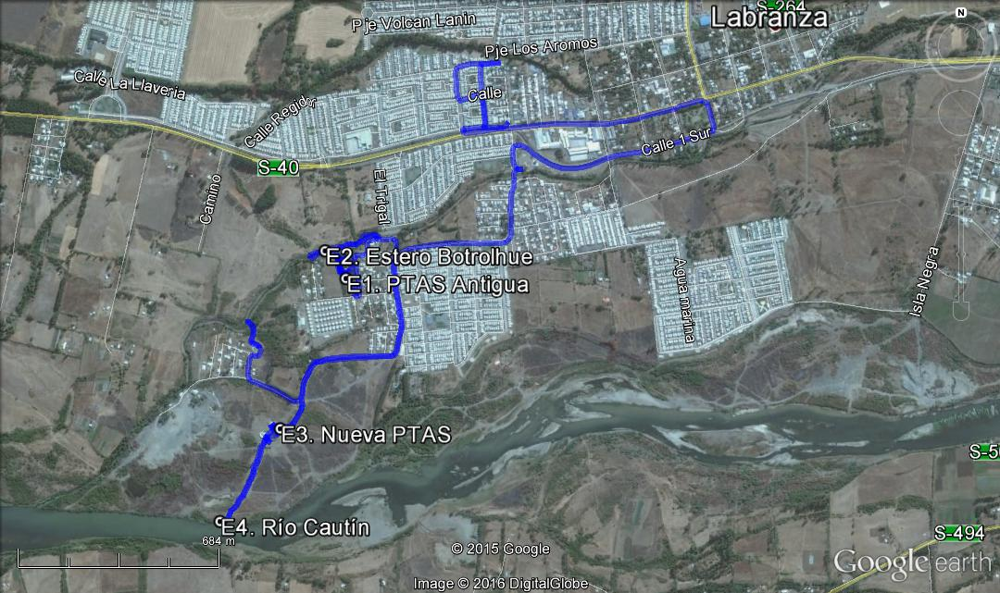 S-264
Labranza
N
Pje Volcan Lanin
Pje Los Aromos
Calle La Llaveria
Calle
Calle Regidor
Calle 1 Sur
S-40
El Trigal
Camino
E2. Estero Botrolhue
E1. PTAS Antigua
Agua marina
Isla Negra
E3. Nueva PTAS
E4. Río Cautín
684 m
S-494
© 2015 Google
Google earth
Image © 2016 DigitalGlobe